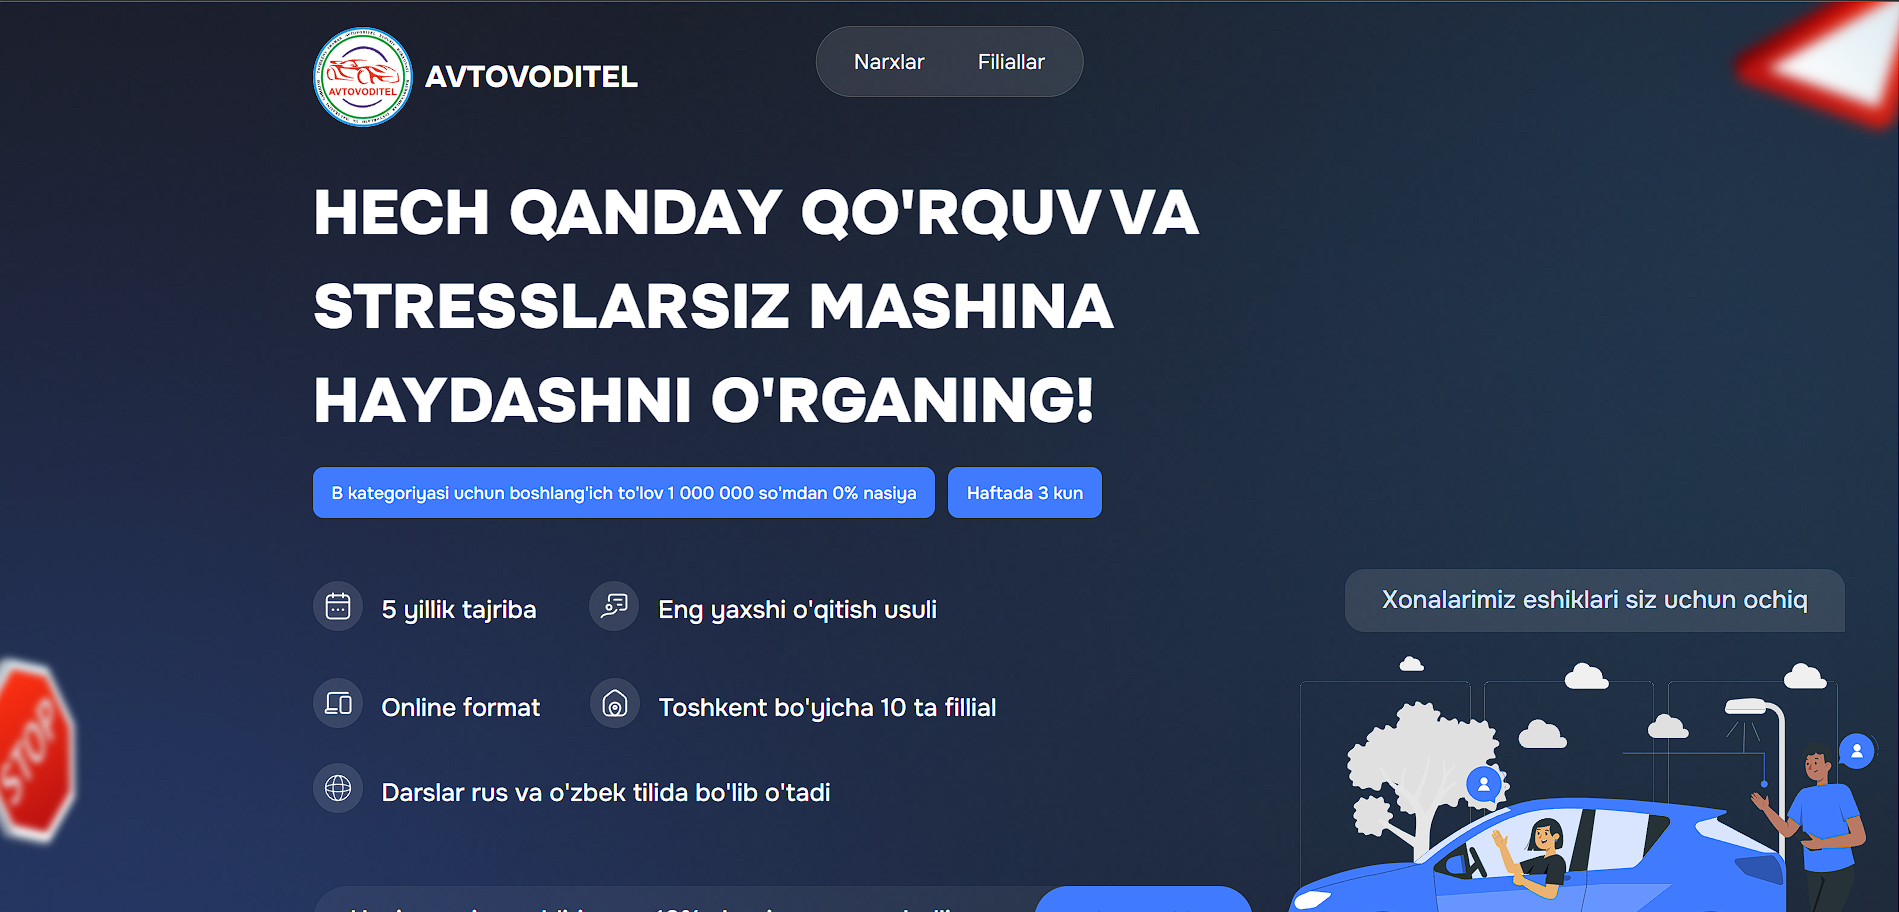 AVTOVODITEL
AVTOVODITEL
Narxlar
Filiallar
HECH QANDAY QO'RQUV VA
STRESSLARSIZ MASHINA
HAYDASHNI O'RGANING!
B kategoriyasi uchun boshlang'ich to'lov 1 000 000 so'mdan 0% nasiya
Haftada 3 kun
5 yillik tajriba
Eng yaxshi o'qitish usuli
Xonalarimiz eshiklari siz uchun ochiq
Online format
Toshkent bo'yicha 10 ta fillial
STOP
Darslar rus va o'zbek tilida bo'lib o'tadi